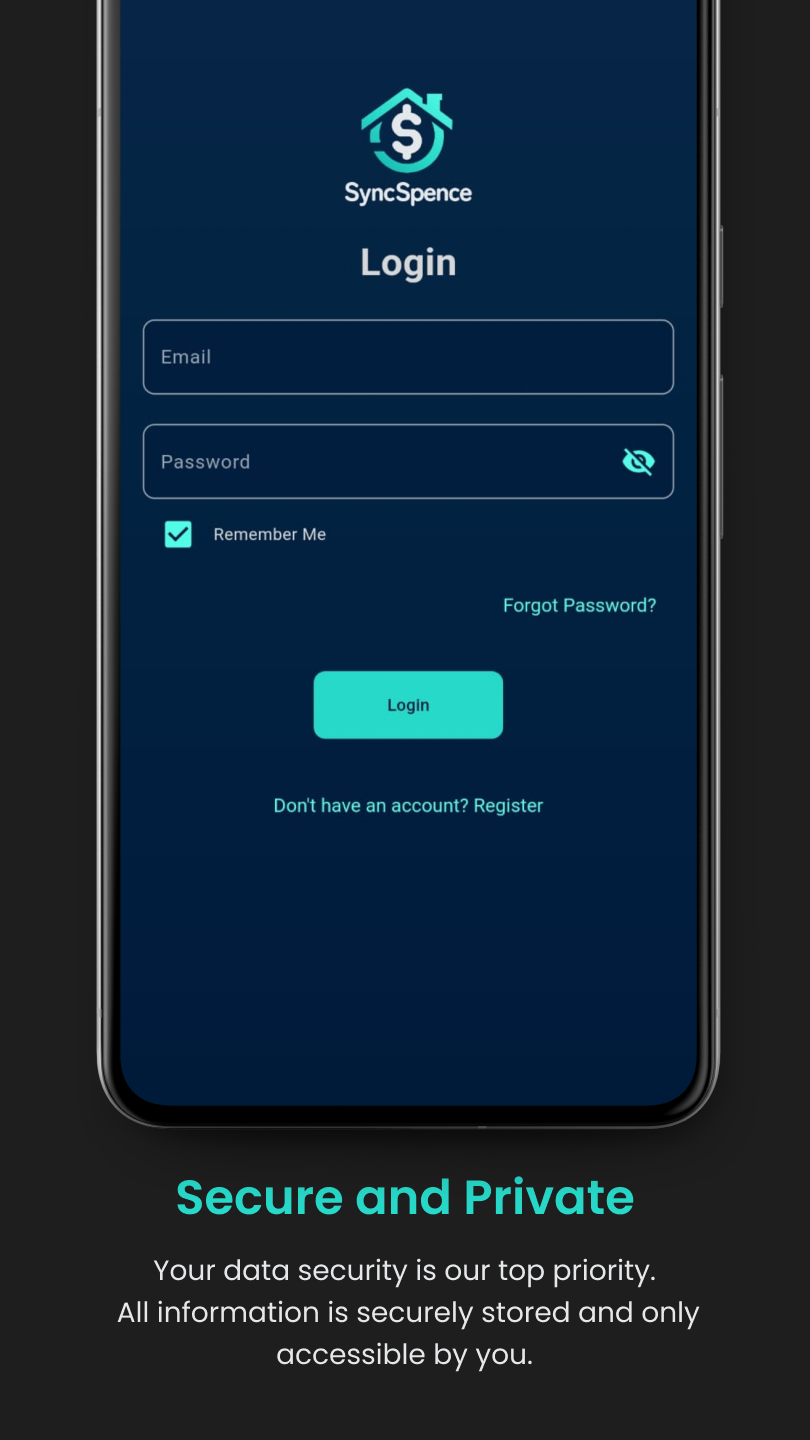 $
SyncSpence
Login
Email
Password
Remember Me
Forgot Password?
Login
Don't have an account? Register
Secure and Private
Your data security is our top priority.
All information is securely stored and only
accessible by you.